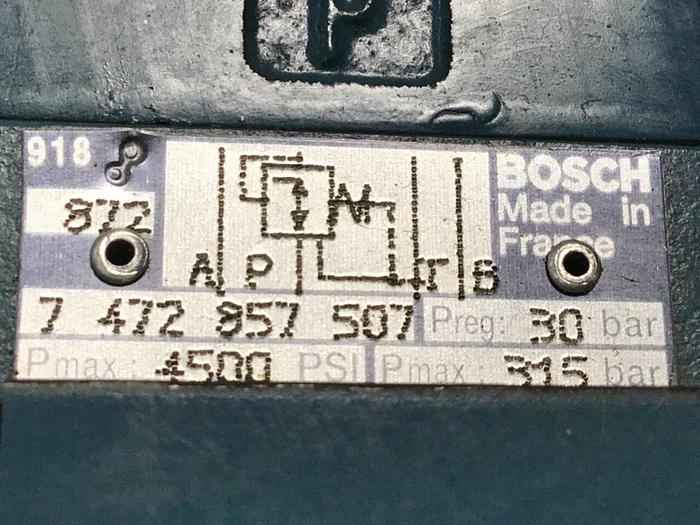 P
918 8
BOSCH
872
Made in
France
A P T B
7 472 857 507 Preg: 30 bar
Pmax: 4500 PSI Pmax: 315 bar